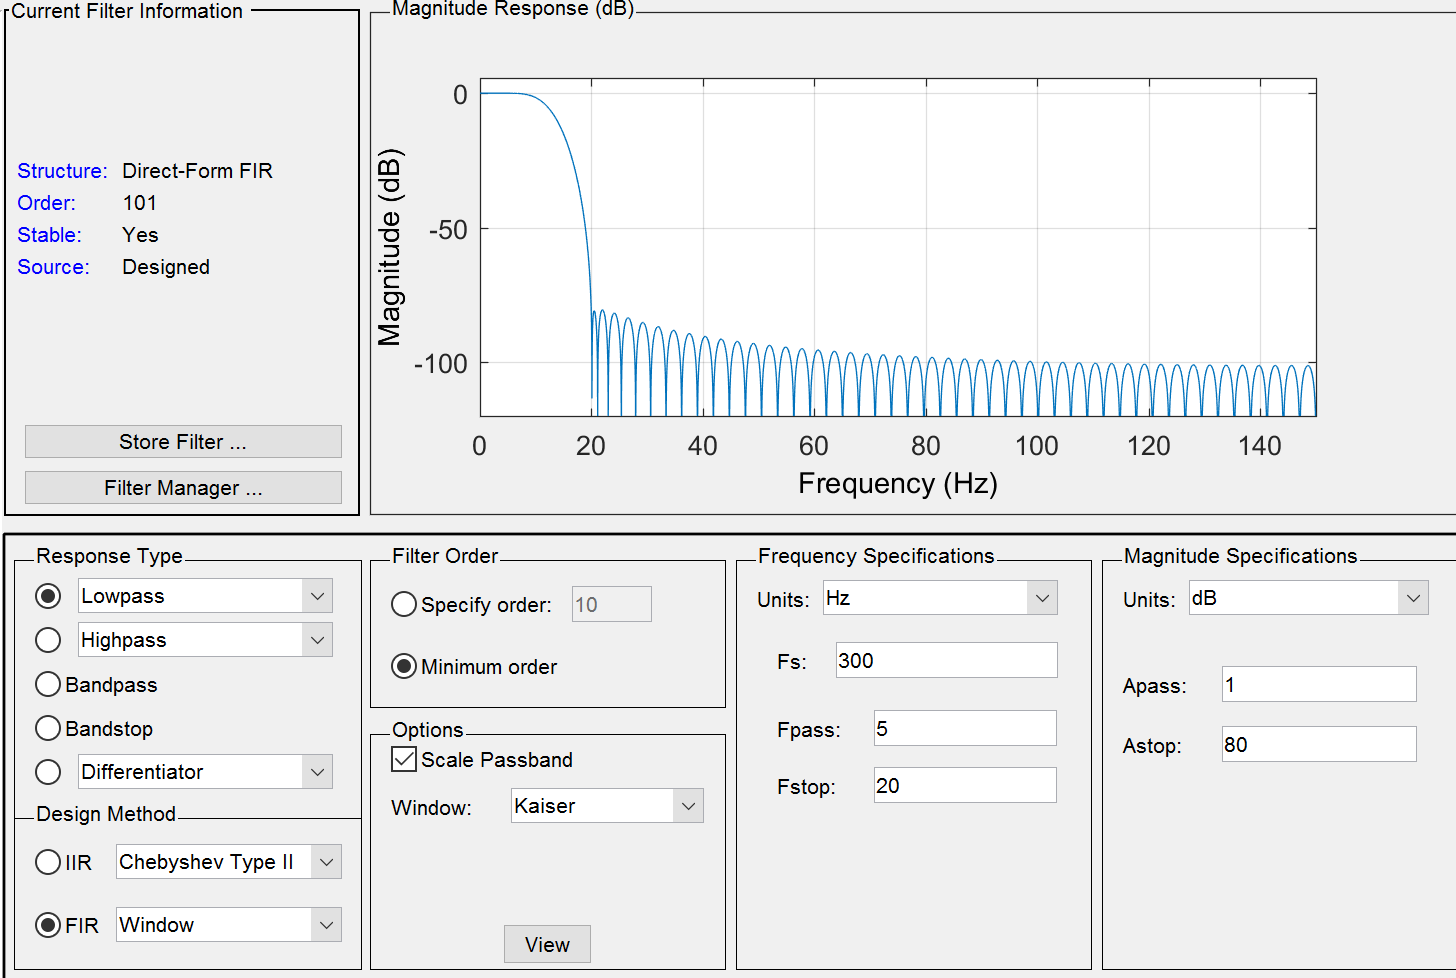 Current Filter Information
Structure: Direct-Form FIR
Order: 101
Stable: Yes
Source: Designed
Store Filter ...
Filter Manager ...
Magnitude Response (dB)
0
-50
-100
Magnitude (dB)
0 20 40 60 80 100 120 140
Frequency (Hz)
Response Type
Lowpass
Highpass
Bandpass
Bandstop
Differentiator
Design Method
IIR Chebyshev Type II
FIR Window
Filter Order
Specify order: 10
Minimum order
Options
Scale Passband
Window: Kaiser
View
Frequency Specifications
Units: Hz
Fs: 300
Fpass: 5
Fstop: 20
Magnitude Specifications
Units: dB
Apass: 1
Astop: 80